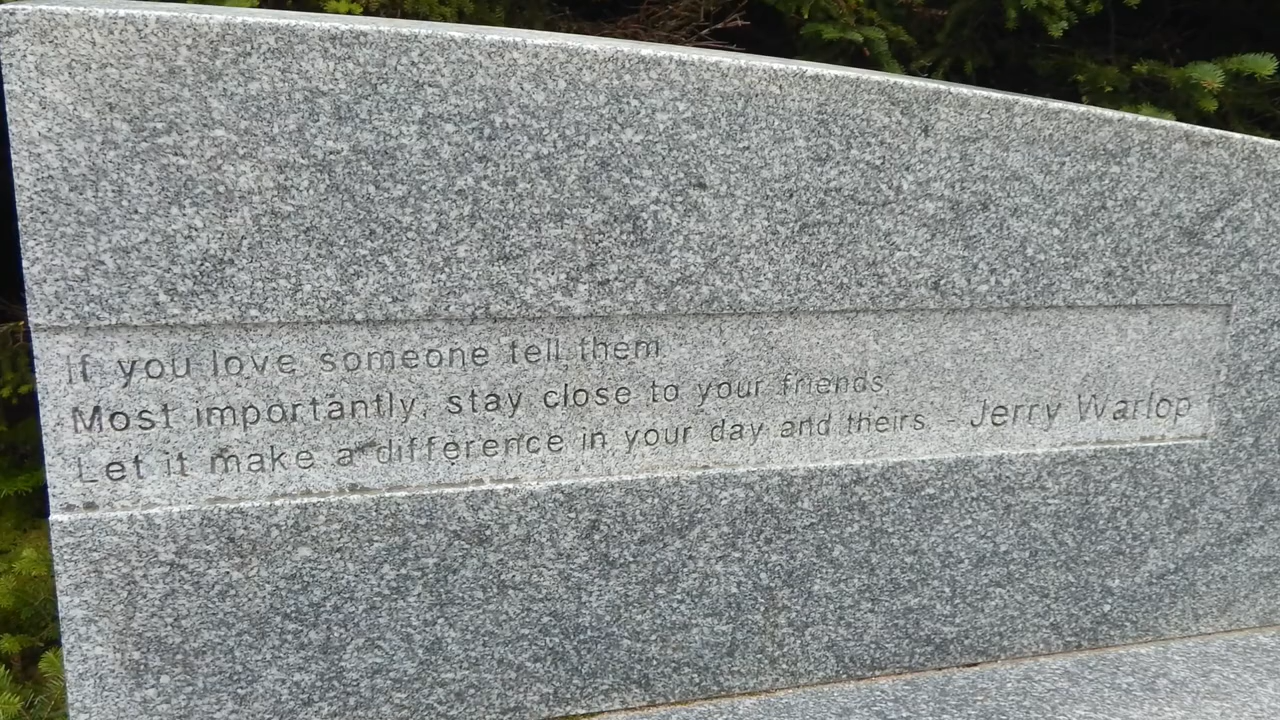 If you love someone tell them
Most importantly, stay close to your friends,
Let it make a difference in your day and theirs - Jerry Warlop